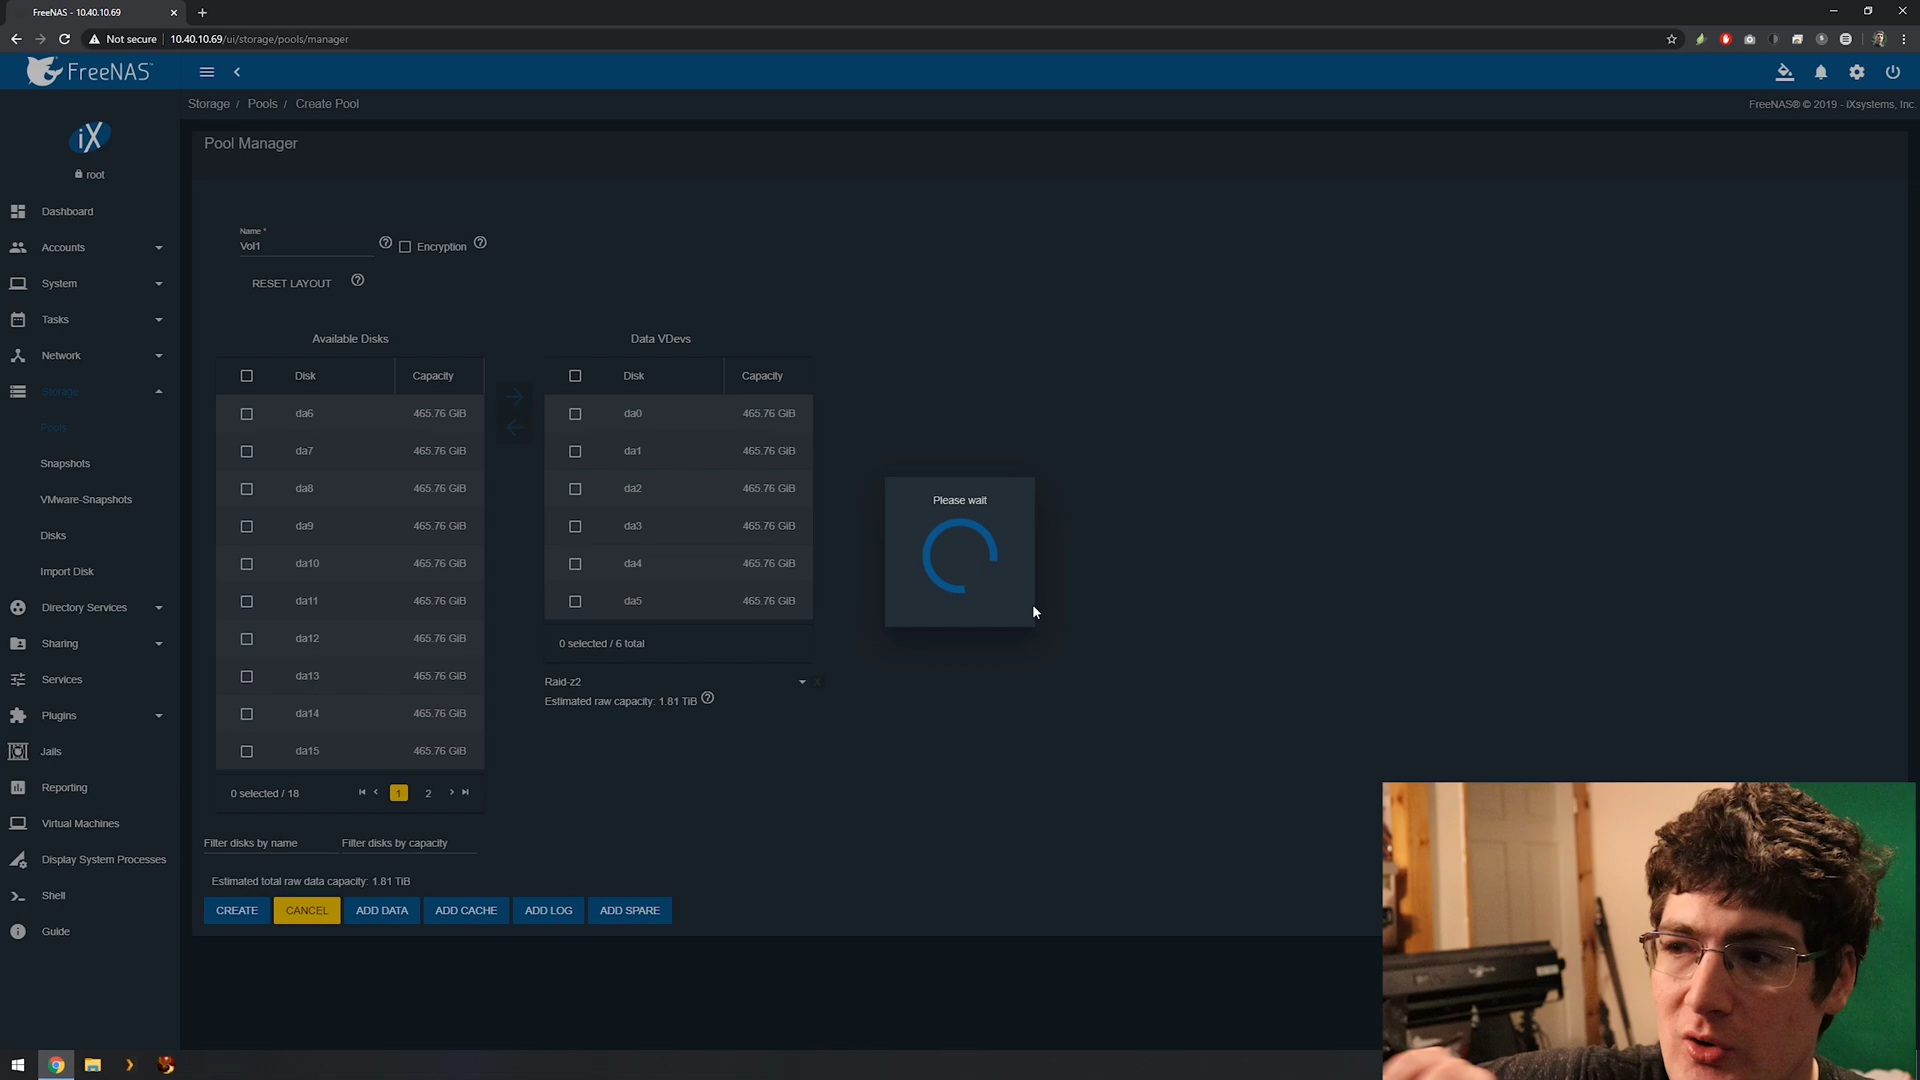 FreeNAS - 10.40.10.69
Not secure 10.40.10.69/ui/storage/pools/manager
FreeNAS
Storage / Pools / Create Pool
FreeNAS® © 2019 - iXsystems, Inc.
iX
root
Dashboard
Accounts
System
Tasks
Network
Storage
Pools
Snapshots
VMware-Snapshots
Disks
Import Disk
Directory Services
Sharing
Services
Plugins
Jails
Reporting
Virtual Machines
Display System Processes
Shell
Guide
Pool Manager
Name *
Vol1
Encryption
RESET LAYOUT
Available Disks
Disk Capacity
da6 465.76 GiB
da7 465.76 GiB
da8 465.76 GiB
da9 465.76 GiB
da10 465.76 GiB
da11 465.76 GiB
da12 465.76 GiB
da13 465.76 GiB
da14 465.76 GiB
da15 465.76 GiB
0 selected / 18 1 2
Filter disks by name Filter disks by capacity
Data VDevs
Disk Capacity
da0 465.76 GiB
da1 465.76 GiB
da2 465.76 GiB
da3 465.76 GiB
da4 465.76 GiB
da5 465.76 GiB
0 selected / 6 total
Raid-z2 X
Estimated raw capacity: 1.81 TiB
Please wait
Estimated total raw data capacity: 1.81 TiB
CREATE CANCEL ADD DATA ADD CACHE ADD LOG ADD SPARE